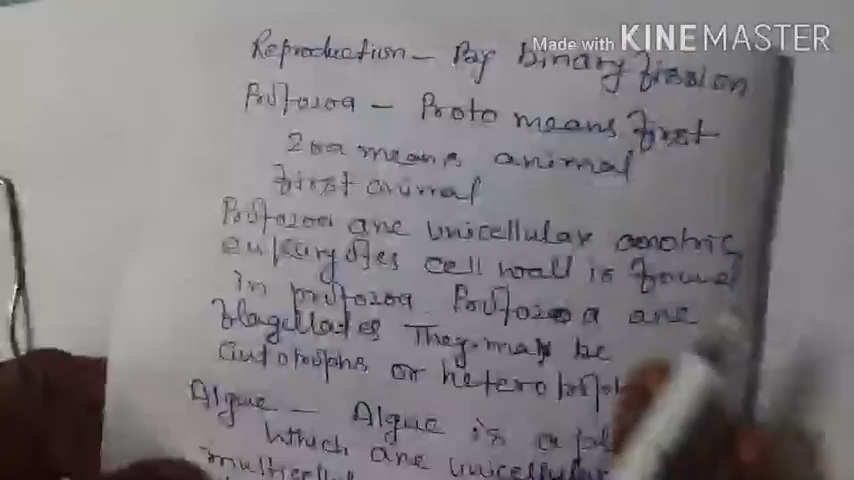 Made with KINEMASTER
Reproduction - By binary fission
Protozoa - Proto means first
Zoa means animal
first animal
Protozoa are unicellular aerobic
eukaryotes cell wall is found
in protozoa. Protozoa are
flagellates They may be
autotrophs or
Algae - Algae is a
Which are unicellular